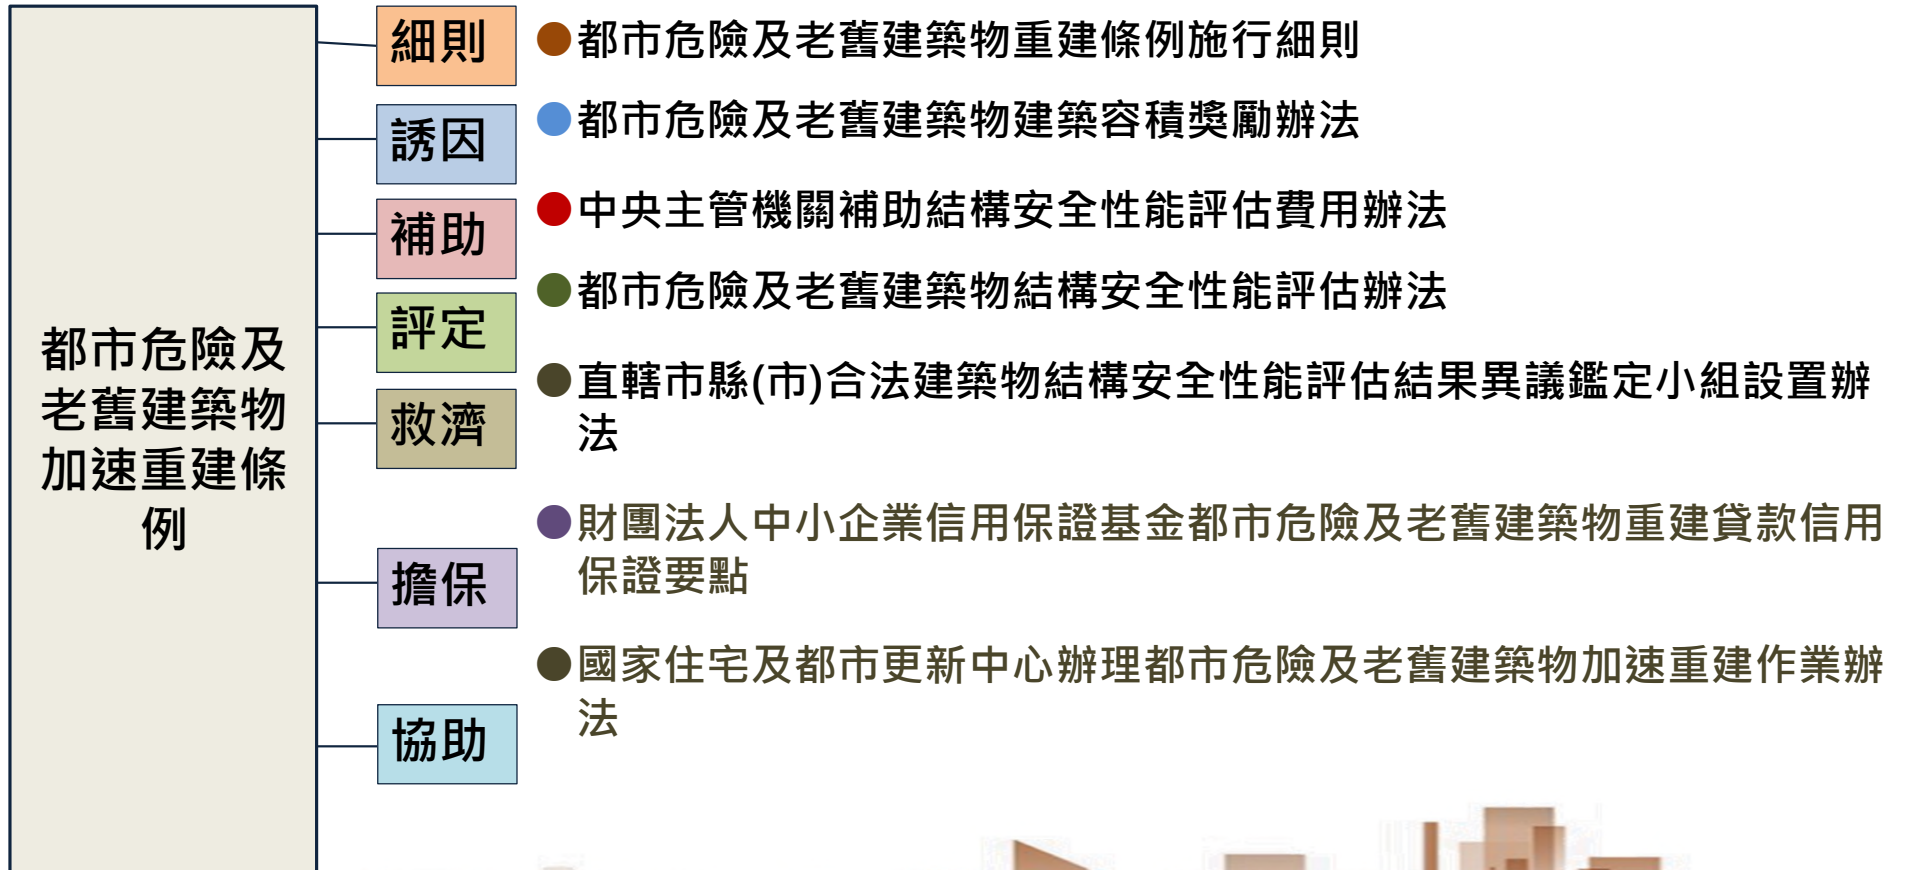 都市危險及
老舊建築物
加速重建條
例
細則
●都市危險及老舊建築物重建條例施行細則
誘因
●都市危險及老舊建築物建築容積獎勵辦法
補助
●中央主管機關補助結構安全性能評估費用辦法
評定
●都市危險及老舊建築物結構安全性能評估辦法
救濟
●直轄市縣(市)合法建築物結構安全性能評估結果異議鑑定小組設置辦
法
擔保
●財團法人中小企業信用保證基金都市危險及老舊建築物重建貸款信用
保證要點
協助
●國家住宅及都市更新中心辦理都市危險及老舊建築物加速重建作業辦
法